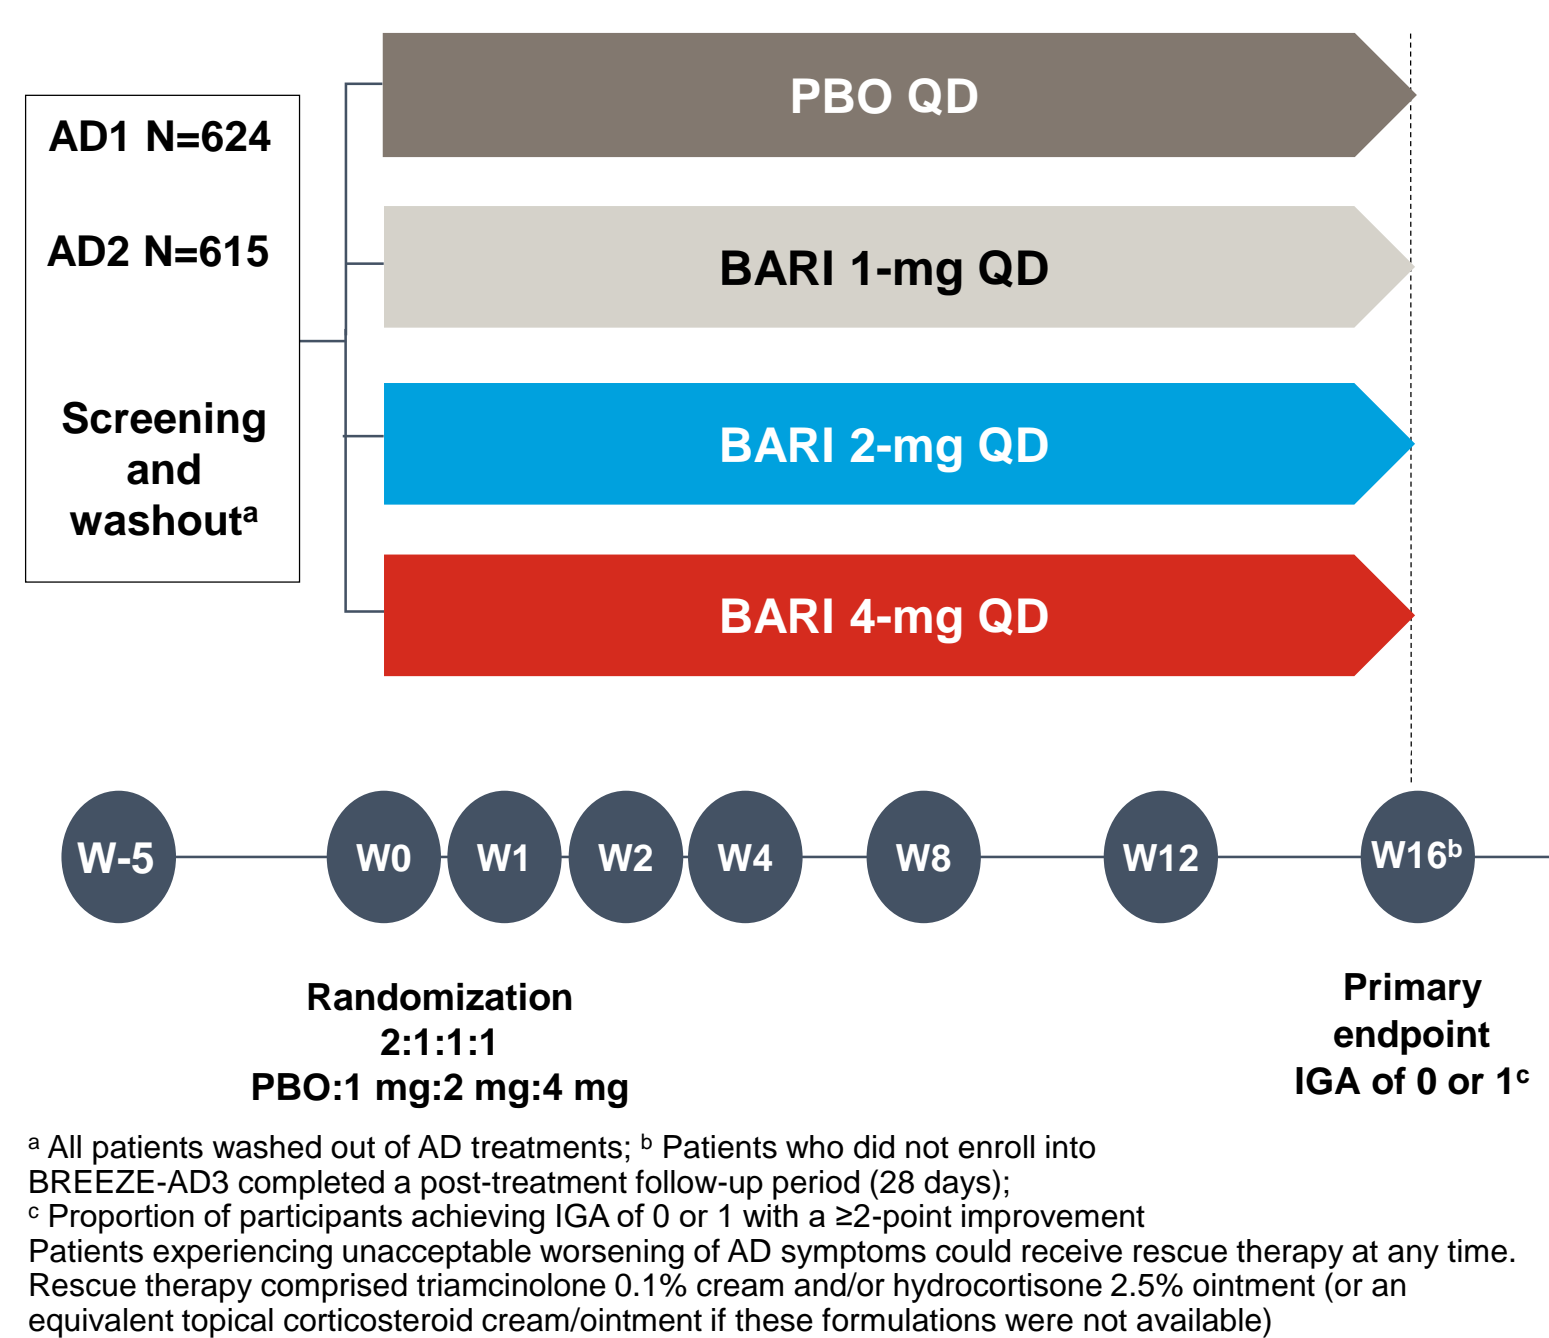 AD1 N=624
AD2 N=615
Screening
and
washoutᵃ
PBO QD
BARI 1-mg QD
BARI 2-mg QD
BARI 4-mg QD
W-5
W0
W1
W2
W4
W8
W12
W16ᵇ
Randomization
2:1:1:1
PBO:1 mg:2 mg:4 mg
Primary
endpoint
IGA of 0 or 1ᶜ
ᵃ All patients washed out of AD treatments; ᵇ Patients who did not enroll into
BREEZE-AD3 completed a post-treatment follow-up period (28 days);
ᶜ Proportion of participants achieving IGA of 0 or 1 with a ≥2-point improvement
Patients experiencing unacceptable worsening of AD symptoms could receive rescue therapy at any time.
Rescue therapy comprised triamcinolone 0.1% cream and/or hydrocortisone 2.5% ointment (or an
equivalent topical corticosteroid cream/ointment if these formulations were not available)